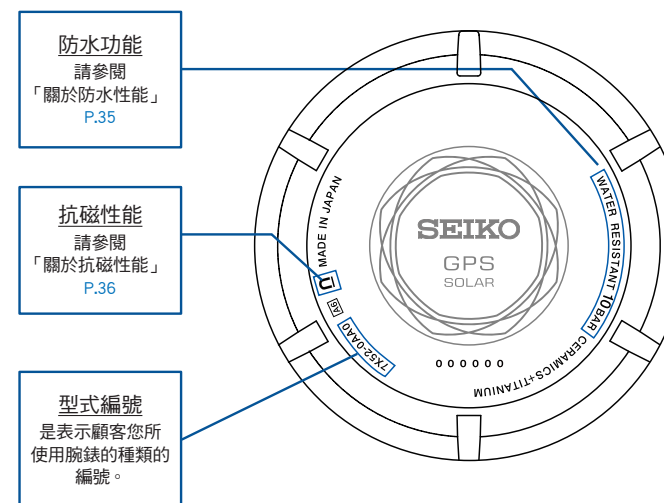 防水功能
請參閱
「關於防水性能」
P.35
抗磁性能
請參閱
「關於抗磁性能」
P.36
型式編號
是表示顧客您所
使用腕錶的種類的
編號。
SEIKO
GPS
SOLAR
MADE IN JAPAN
WATER RESISTANT 10BAR
CERAMICS+TITANIUM
000000
7X52-0AA0
A6
U